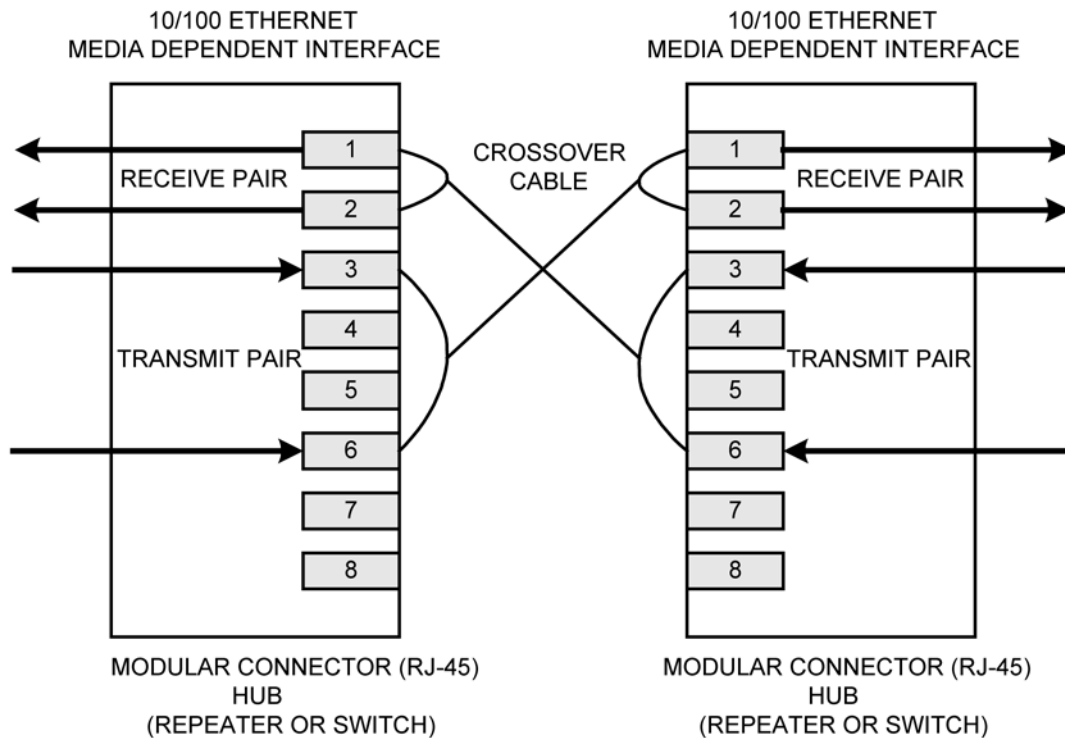 10/100 ETHERNET
MEDIA DEPENDENT INTERFACE
10/100 ETHERNET
MEDIA DEPENDENT INTERFACE
1
RECEIVE PAIR
2
3
4
TRANSMIT PAIR
5
6
7
8
CROSSOVER
CABLE
1
RECEIVE PAIR
2
3
4
TRANSMIT PAIR
5
6
7
8
MODULAR CONNECTOR (RJ-45)
HUB
(REPEATER OR SWITCH)
MODULAR CONNECTOR (RJ-45)
HUB
(REPEATER OR SWITCH)